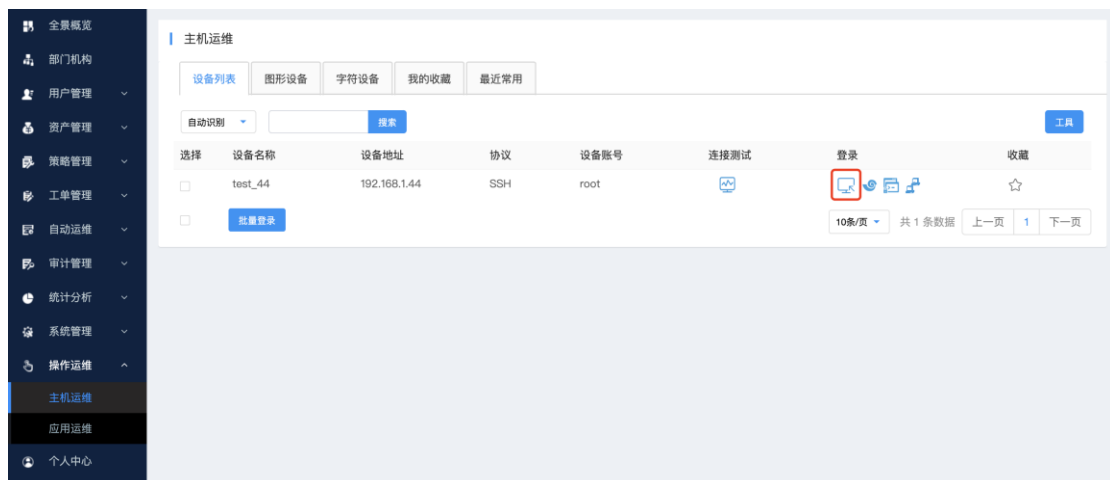 全景概览
部门机构
用户管理
资产管理
策略管理
工单管理
自动运维
审计管理
统计分析
系统管理
操作运维
主机运维
应用运维
个人中心
主机运维
设备列表 图形设备 字符设备 我的收藏 最近常用
自动识别 搜索 工具
选择 设备名称 设备地址 协议 设备账号 连接测试 登录 收藏
test_44 192.168.1.44 SSH root
批量登录 10条/页 共 1 条数据 上一页 1 下一页